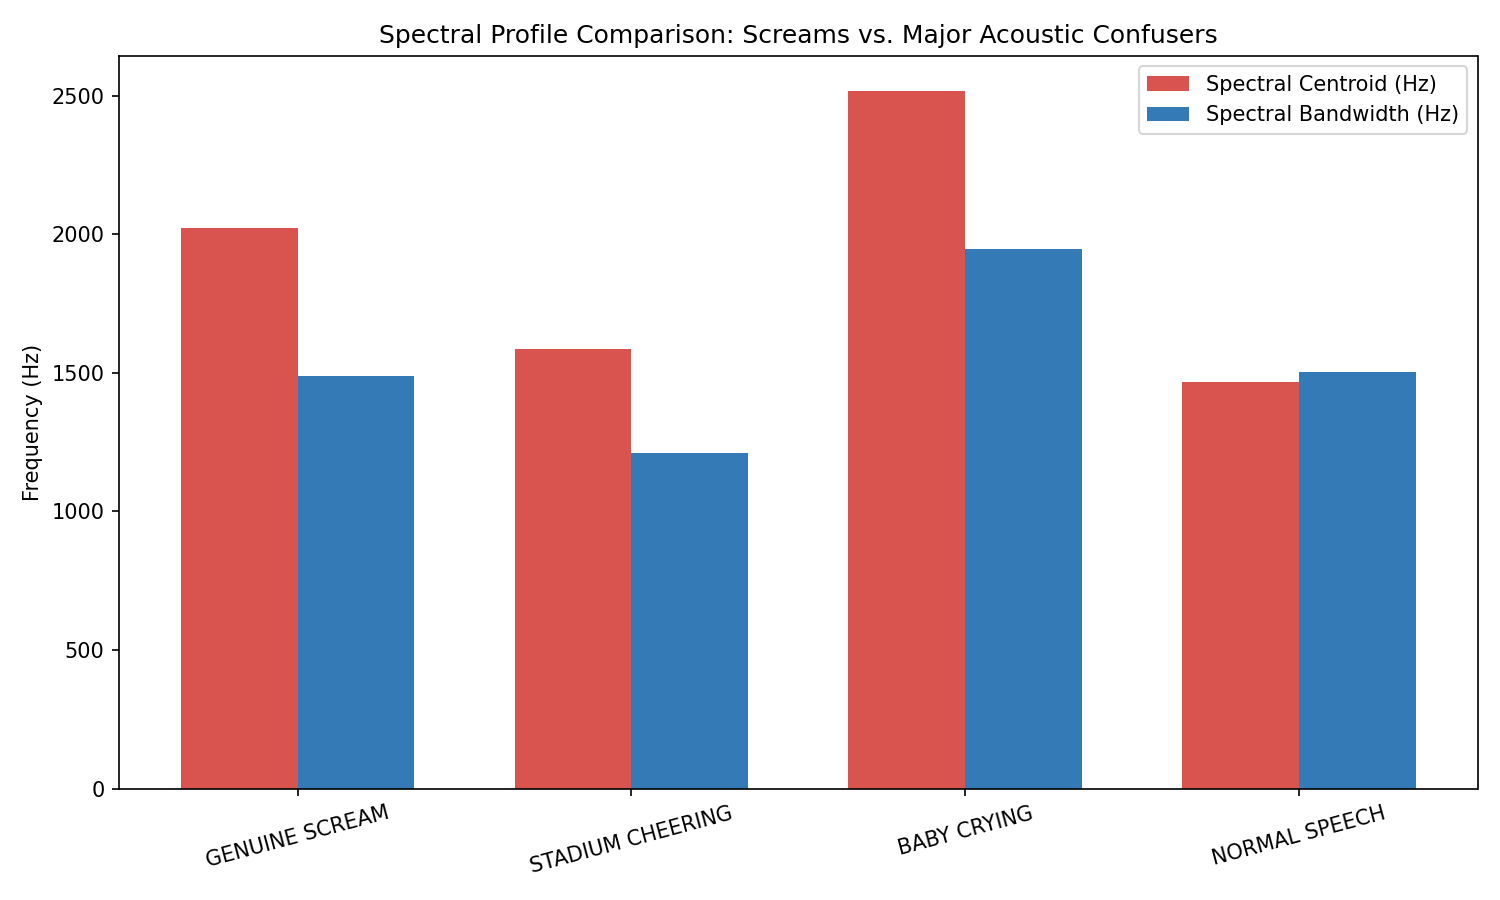 Spectral Profile Comparison: Screams vs. Major Acoustic Confusers
Spectral Centroid (Hz)
Spectral Bandwidth (Hz)
Frequency (Hz)
2500
2000
1500
1000
500
0
GENUINE SCREAM
STADIUM CHEERING
BABY CRYING
NORMAL SPEECH